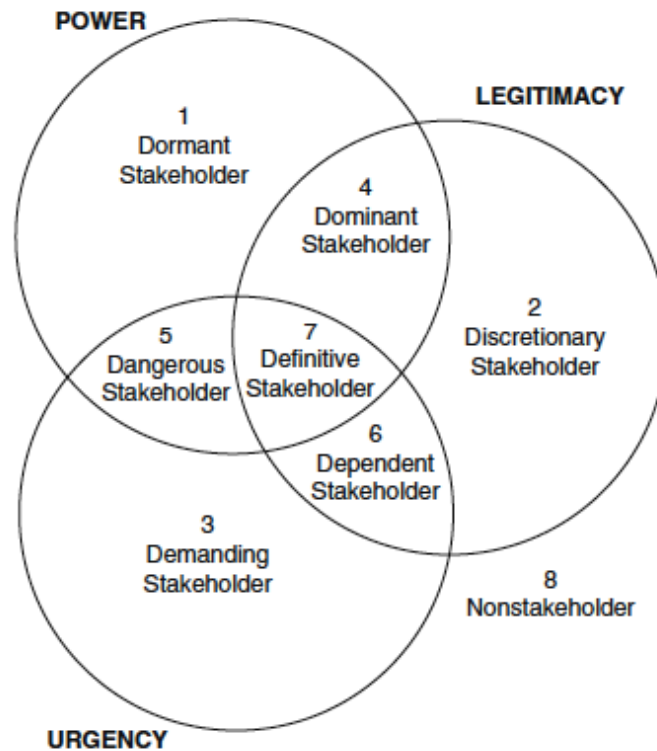 POWER
LEGITIMACY
1
Dormant
Stakeholder
4
Dominant
Stakeholder
2
Discretionary
Stakeholder
5
Dangerous
Stakeholder
7
Definitive
Stakeholder
6
Dependent
Stakeholder
3
Demanding
Stakeholder
8
Nonstakeholder
URGENCY